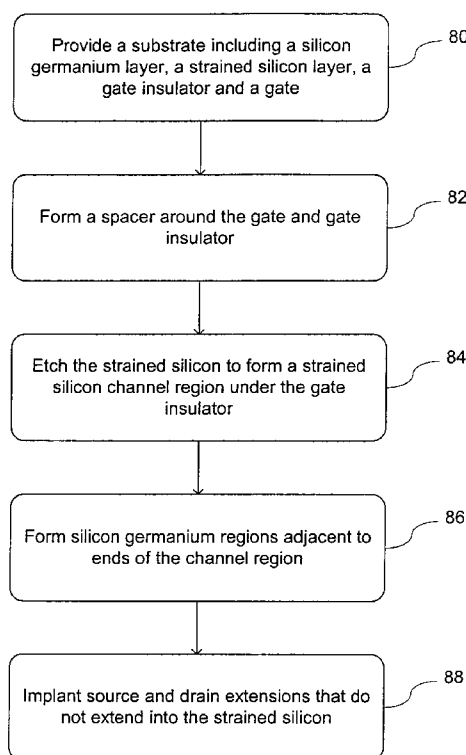 Provide a substrate including a silicon
germanium layer, a strained silicon layer, a
gate insulator and a gate
80
Form a spacer around the gate and gate
insulator
82
Etch the strained silicon to form a strained
silicon channel region under the gate
insulator
84
Form silicon germanium regions adjacent to
ends of the channel region
86
Implant source and drain extensions that do
not extend into the strained silicon
88